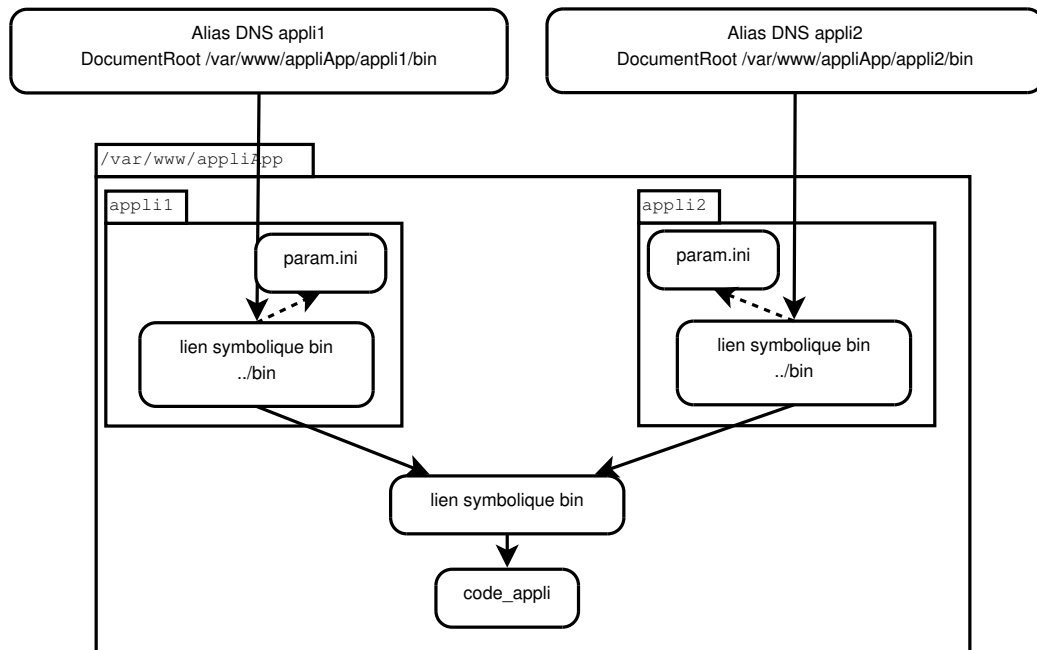 Alias DNS appli1
DocumentRoot /var/www/appliApp/appli1/bin
Alias DNS appli2
DocumentRoot /var/www/appliApp/appli2/bin
/var/www/appliApp
appli1
appli2
param.ini
param.ini
lien symbolique bin
../bin
lien symbolique bin
../bin
lien symbolique bin
code_appli